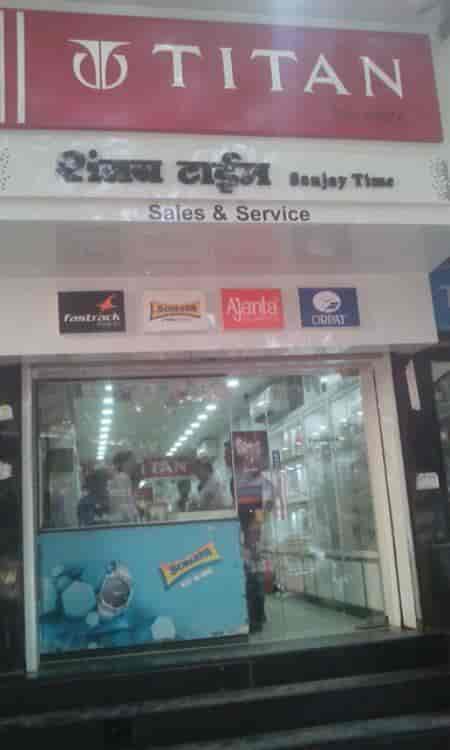 TITAN
संजय टाईम Sanjay Time
Sales & Service
fastrack SONATA Ajanta ORPAT
TITAN
SONATA